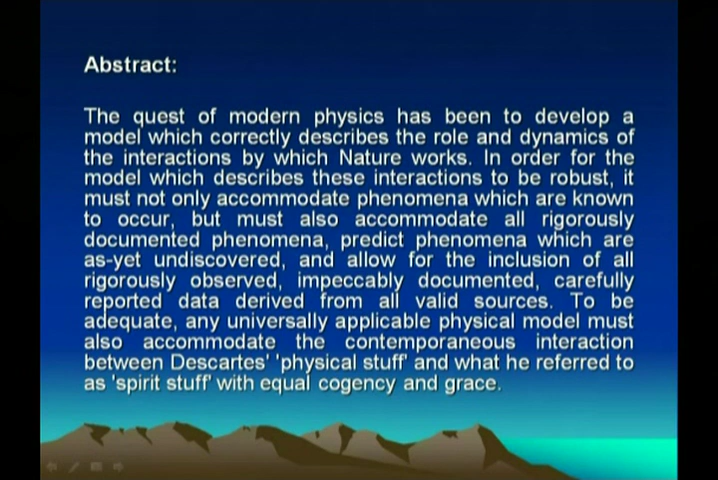 Abstract:
The quest of modern physics has been to develop a
model which correctly describes the role and dynamics of
the interactions by which Nature works. In order for the
model which describes these interactions to be robust, it
must not only accommodate phenomena which are known
to occur, but must also accommodate all rigorously
documented phenomena, predict phenomena which are
as-yet undiscovered, and allow for the inclusion of all
rigorously observed, impeccably documented, carefully
reported data derived from all valid sources. To be
adequate, any universally applicable physical model must
also accommodate the contemporaneous interaction
between Descartes' 'physical stuff' and what he referred to
as 'spirit stuff' with equal cogency and grace.